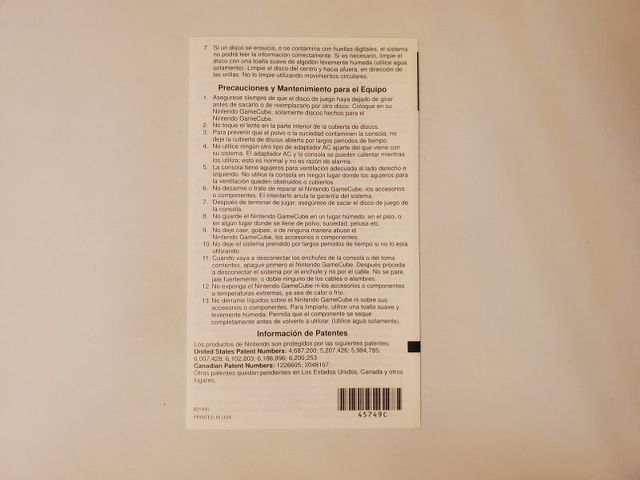 7. Si un disco se ensucia, o se contamina con huellas digitales, el sistema
no podrá leer la información correctamente. Si es necesario, limpie el
disco con una toalla suave de algodón levemente húmeda (utilice agua
solamente). Limpie el disco del centro y hacia afuera, en dirección de
las orillas. No lo limpie utilizando movimientos circulares.
Precauciones y Mantenimiento para el Equipo
1. Asegúrese siempre de que el disco de juego haya dejado de girar
antes de sacarlo o de reemplazarlo por otro disco. Coloque en su
Nintendo GameCube, solamente discos hechos para el
Nintendo GameCube.
2. No toque el lente en la parte interior de la cubierta de discos.
3. Para prevenir que el polvo o la suciedad contaminen la consola, no
deje la cubierta de discos abierta por largos periodos de tiempo.
4. No utilice ningún otro tipo de adaptador AC aparte del que viene con
su sistema. El adaptador AC y la consola se pueden calentar mientras
los utiliza; esto es normal y no es razón de alarma.
5. La consola tiene agujeros para ventilación adecuada al lado derecho e
izquierdo. No utilice la consola en ningún lugar donde los agujeros para
la ventilación queden obstruidos o cubiertos.
6. No desarme o trate de reparar el Nintendo GameCube, los accesorios
o componentes. El intentarlo anula la garantía del sistema.
7. Después de terminar de jugar, asegúrese de sacar el disco de juego de
la consola.
8. No guarde el Nintendo GameCube en un lugar húmedo, en el piso, o
en algún lugar donde se llene de polvo, suciedad, pelusa etc.
9. No deje caer, golpee, o de ninguna manera abuse el
Nintendo GameCube, los accesorios o componentes.
10. No deje el sistema prendido por largos periodos de tiempo si no lo está
utilizando.
11. Cuando vaya a desconectar los enchufes de la consola o del toma
corrientes, apague primero el Nintendo GameCube. Después proceda
a desconectar el sistema por el enchufe y no por el cable. No se pare,
jale fuertemente, o doble ninguno de los cables o alambres.
12. No exponga el Nintendo GameCube ni los accesorios o componentes
a temperaturas extremas, ya sea de calor o frío.
13. No derrame líquidos sobre el Nintendo GameCube ni sobre sus
accesorios o componentes. Para limpiarlo, utilice una toalla suave y
levemente húmeda. Permita que el componente se seque
completamente antes de volverlo a utilizar. (Utilice agua solamente).
Información de Patentes
Los productos de Nintendo son protegidos por las siguientes patentes:
United States Patent Numbers: 4,687,200; 5,207,426; 5,984,785;
6,007,428; 6,102,803; 6,186,896; 6,200,253.
Canadian Patent Numbers: 1226605; 2048167.
Otras patentes quedan pendientes en Los Estados Unidos, Canada y otros
lugares.
45749C
PRINTED IN USA